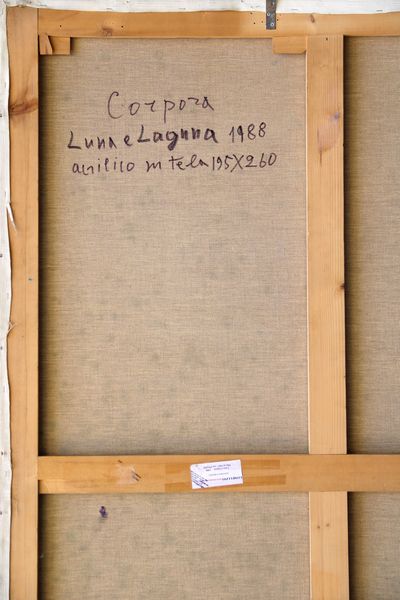 Corpora
Luna e Laguna 1988
acrilico su tela 195X260